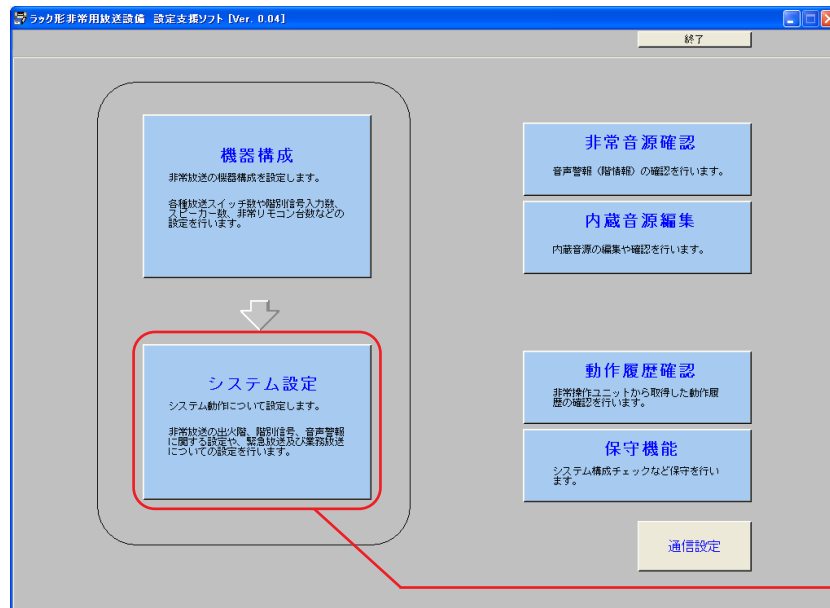 ラック形非常用放送設備 設定支援ソフト [Ver. 0.04]
終了
機器構成
非常放送の機器構成を設定します。
各種放送スイッチ数や階別信号入力数、
スピーカー数、非常リモコン台数などの
設定を行います。
システム設定
システム動作について設定します。
非常放送の出火階、階別信号、音声警報
に関する設定や、緊急放送及び業務放送
についての設定を行います。
非常音源確認
音声警報（階情報）の確認を行います。
内蔵音源編集
内蔵音源の編集や確認を行います。
動作履歴確認
非常操作ユニットから取得した動作履
歴の確認を行います。
保守機能
システム構成チェックなど保守を行い
ます。
通信設定